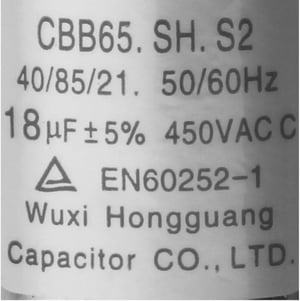 CBB65. SH. S2
40/85/21. 50/60Hz
18μF±5% 450VAC C
EN60252-1
Wuxi Hongguang
Capacitor CO., LTD.